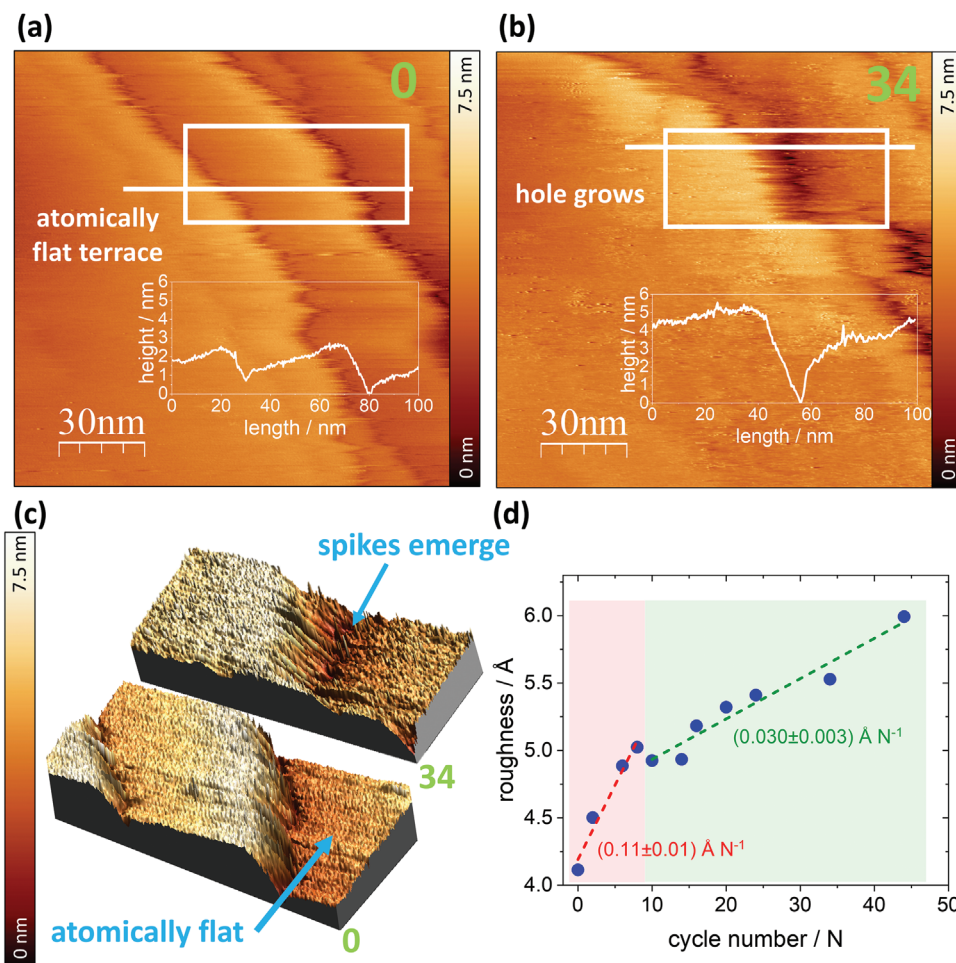 (a)
0
7.5 nm
atomically
flat terrace
height / nm
6
5
4
3
2
1
0
0 20 40 60 80 100
length / nm
30nm
0 nm
(b)
34
7.5 nm
hole grows
height / nm
6
5
4
3
2
1
0
0 20 40 60 80 100
length / nm
30nm
0 nm
(c)
7.5 nm
spikes emerge
34
atomically flat
0
0 nm
(d)
roughness / Å
6.0
5.5
5.0
4.5
4.0
(0.030±0.003) Å N⁻¹
(0.11±0.01) Å N⁻¹
0 10 20 30 40 50
cycle number / N